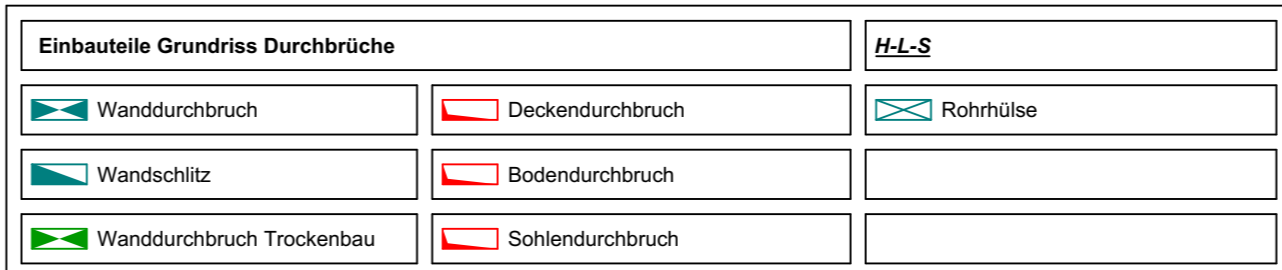 Einbauteile Grundriss Durchbrüche
H-L-S
Wanddurchbruch
Deckendurchbruch
Rohrhülse
Wandschlitz
Bodendurchbruch
Wanddurchbruch Trockenbau
Sohlendurchbruch